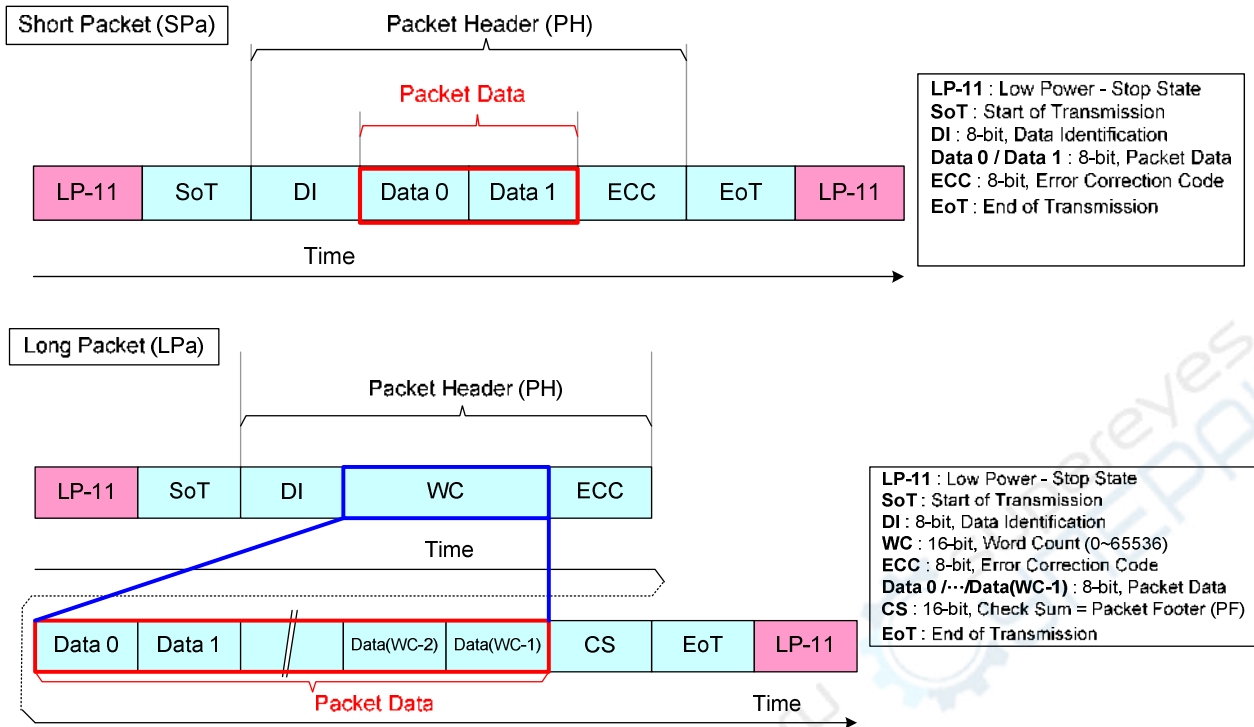 Short Packet (SPa)
Packet Header (PH)
Packet Data
LP-11 SoT DI Data 0 Data 1 ECC EoT LP-11
Time
LP-11 : Low Power - Stop State
SoT : Start of Transmission
DI : 8-bit, Data Identification
Data 0 / Data 1 : 8-bit, Packet Data
ECC : 8-bit, Error Correction Code
EoT : End of Transmission
Long Packet (LPa)
Packet Header (PH)
LP-11 SoT DI WC ECC
Time
Data 0 Data 1 Data(WC-2) Data(WC-1) CS EoT LP-11
Packet Data
Time
LP-11 : Low Power - Stop State
SoT : Start of Transmission
DI : 8-bit, Data Identification
WC : 16-bit, Word Count (0~65536)
ECC : 8-bit, Error Correction Code
Data 0 /···/Data(WC-1) : 8-bit, Packet Data
CS : 16-bit, Check Sum = Packet Footer (PF)
EoT : End of Transmission